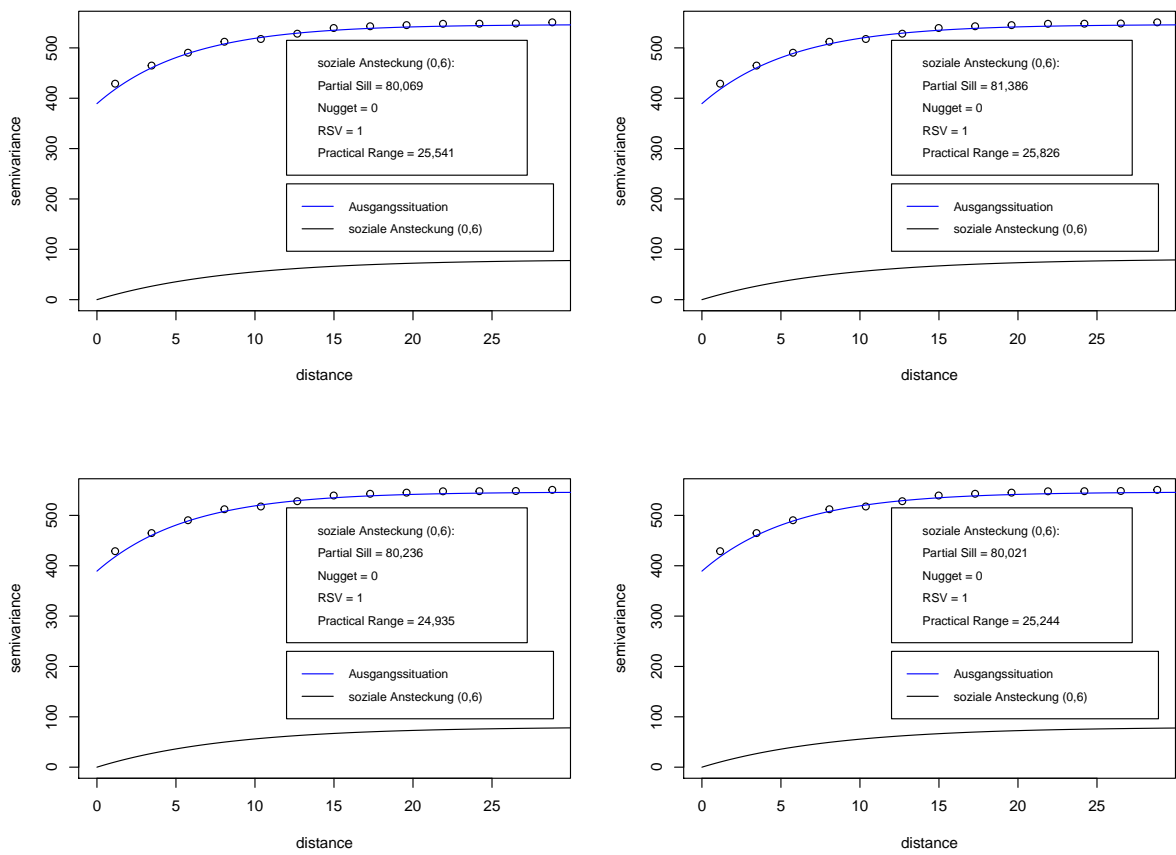 semivariance
500
400
300
200
100
0
soziale Ansteckung (0,6):
Partial Sill = 80,069
Nugget = 0
RSV = 1
Practical Range = 25,541
Ausgangssituation
soziale Ansteckung (0,6)
0 5 10 15 20 25
distance
semivariance
500
400
300
200
100
0
soziale Ansteckung (0,6):
Partial Sill = 81,386
Nugget = 0
RSV = 1
Practical Range = 25,826
Ausgangssituation
soziale Ansteckung (0,6)
0 5 10 15 20 25
distance
semivariance
500
400
300
200
100
0
soziale Ansteckung (0,6):
Partial Sill = 80,236
Nugget = 0
RSV = 1
Practical Range = 24,935
Ausgangssituation
soziale Ansteckung (0,6)
0 5 10 15 20 25
distance
semivariance
500
400
300
200
100
0
soziale Ansteckung (0,6):
Partial Sill = 80,021
Nugget = 0
RSV = 1
Practical Range = 25,244
Ausgangssituation
soziale Ansteckung (0,6)
0 5 10 15 20 25
distance